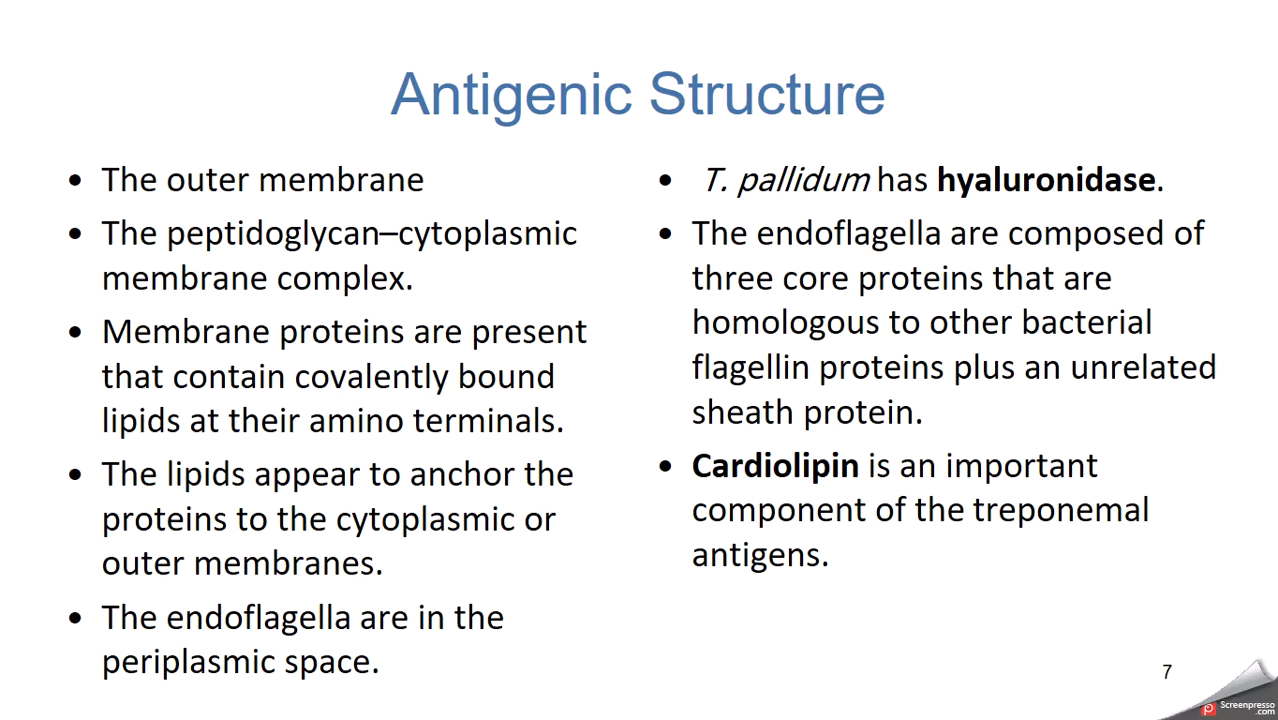 Antigenic Structure
• The outer membrane
• The peptidoglycan–cytoplasmic
membrane complex.
• Membrane proteins are present
that contain covalently bound
lipids at their amino terminals.
• The lipids appear to anchor the
proteins to the cytoplasmic or
outer membranes.
• The endoflagella are in the
periplasmic space.
• T. pallidum has hyaluronidase.
• The endoflagella are composed of
three core proteins that are
homologous to other bacterial
flagellin proteins plus an unrelated
sheath protein.
• Cardiolipin is an important
component of the treponemal
antigens.
7
Screenpresso
.com